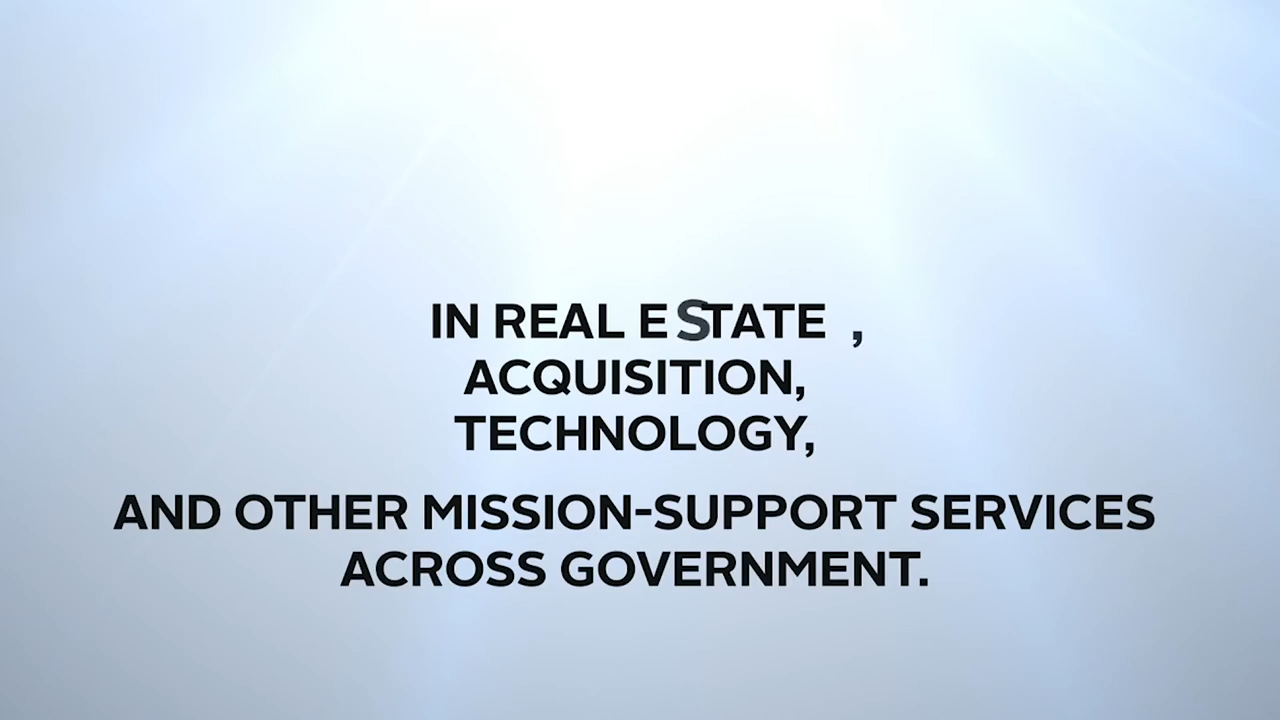 IN REAL ESTATE ,
ACQUISITION,
TECHNOLOGY,
AND OTHER MISSION-SUPPORT SERVICES
ACROSS GOVERNMENT.